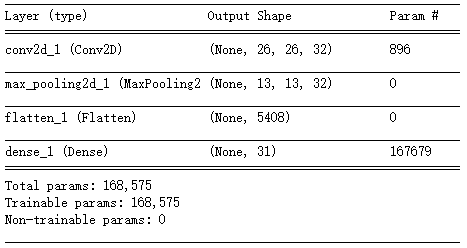 Layer (type) Output Shape Param #
conv2d_1 (Conv2D) (None, 26, 26, 32) 896
max_pooling2d_1 (MaxPooling2 (None, 13, 13, 32) 0
flatten_1 (Flatten) (None, 5408) 0
dense_1 (Dense) (None, 31) 167679
Total params: 168,575
Trainable params: 168,575
Non-trainable params: 0